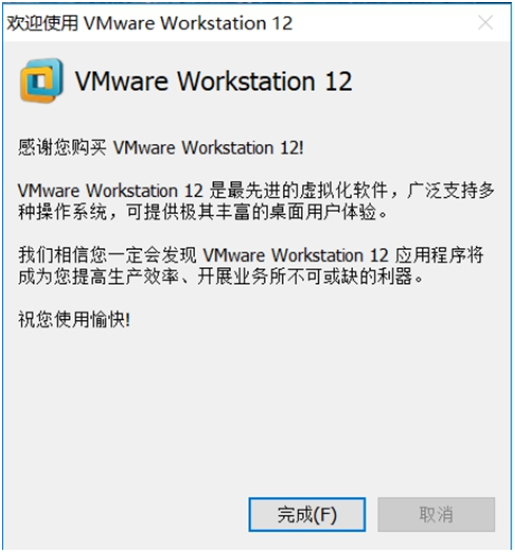 欢迎使用 VMware Workstation 12
VMware Workstation 12
感谢您购买 VMware Workstation 12!
VMware Workstation 12 是最先进的虚拟化软件，广泛支持多
种操作系统，可提供极其丰富的桌面用户体验。
我们相信您一定会发现 VMware Workstation 12 应用程序将
成为您提高生产效率、开展业务所不可或缺的利器。
祝您使用愉快!
完成(F)
取消